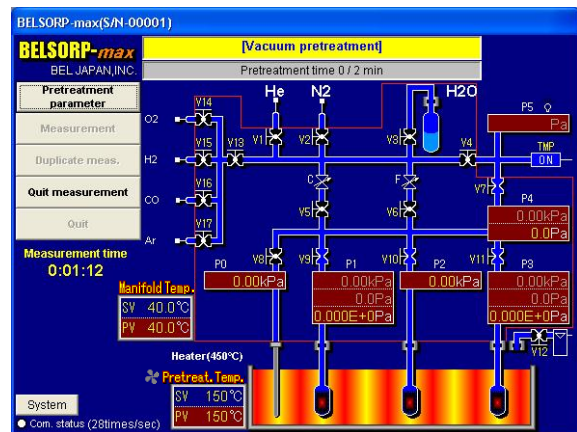 BELSORP-max(S/N-00001)
BELSORP-max
BEL JAPAN,INC.
[Vacuum pretreatment]
Pretreatment time 0 / 2 min
Pretreatment
parameter
Measurement
Duplicate meas.
Quit measurement
Quit
Measurement time
0:01:12
He N2 H2O
V14
O2
V15 V13 V1 V2 V3 V4
H2
V16
CO
V17
Ar
P5
Pa
TMP
ON
V7
C F
V5 V6
P4
0.00kPa
0.0Pa
P0 V8 V9 P1 V10 P2 V11 P3
0.00kPa
0.00kPa
0.0Pa
0.000E+0Pa
0.00kPa
0.00kPa
0.0Pa
0.000E+0Pa
V12
Manifold Temp.
SV 40.0℃
PV 40.0℃
Heater(450℃)
Pretreat.Temp.
SV 150℃
PV 150℃
System
Com. status (28times/sec)